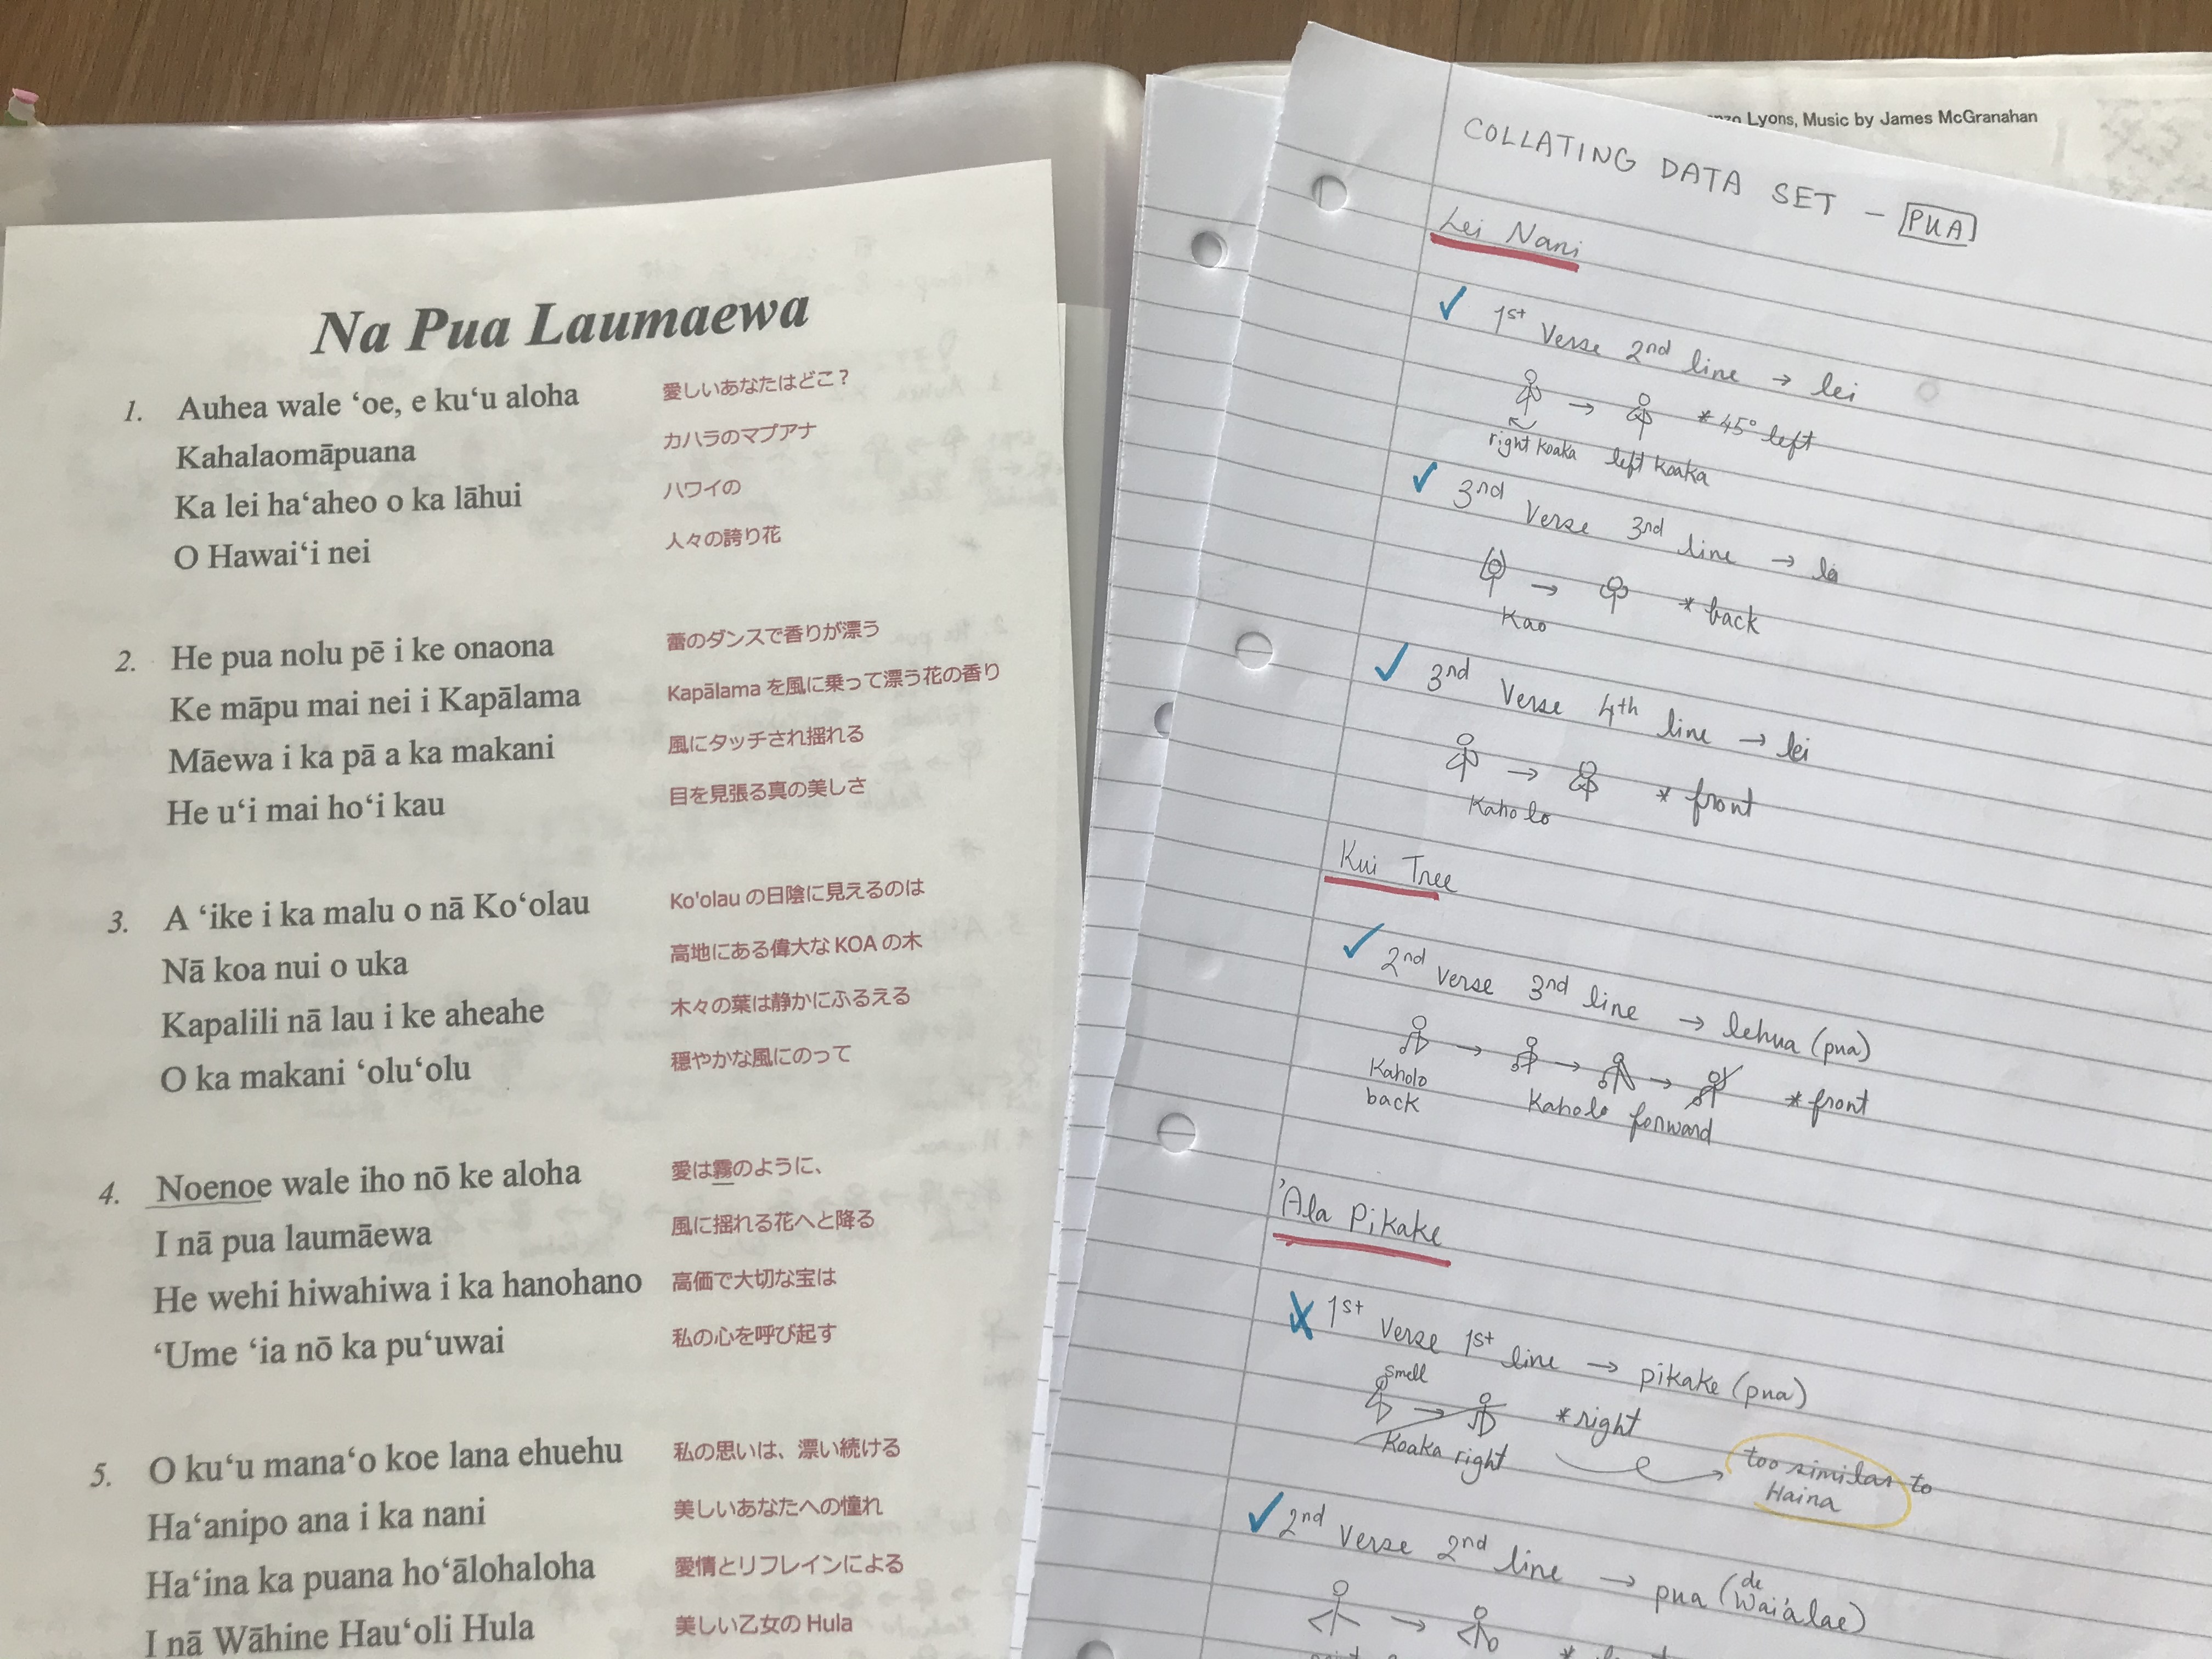 Na Pua Laumaewa
1. Auhea wale ‘oe, e ku‘u aloha 愛しいあなたはどこ？
Kahalaomāpuana カハラのマプアナ
Ka lei ha‘aheo o ka lāhui ハワイの
O Hawai‘i nei 人々の誇り花
2. He pua nolu pē i ke onaona 蕾のダンスで香りが漂う
Ke māpu mai nei i Kapālama Kapālama を風に乗って漂う花の香り
Māewa i ka pā a ka makani 風にタッチされ揺れる
He u‘i mai ho‘i kau 目を見張る真の美しさ
3. A ‘ike i ka malu o nā Ko‘olau Ko'olau の日陰に見えるのは
Nā koa nui o uka 高地にある偉大な KOA の木
Kapalili nā lau i ke aheahe 木々の葉は静かにふるえる
O ka makani ‘olu‘olu 穏やかな風にのって
4. Noenoe wale iho nō ke aloha 愛は霧のように、
I nā pua laumāewa 風に揺れる花へと降る
He wehi hiwahiwa i ka hanohano 高価で大切な宝は
‘Ume ‘ia nō ka pu‘uwai 私の心を呼び起す
5. O ku‘u mana‘o koe lana ehuehu 私の思いは、漂い続ける
Ha‘anipo ana i ka nani 美しいあなたへの憧れ
Ha‘ina ka puana ho‘ālohaloha 愛情とリフレインによる
I nā Wāhine Hau‘oli Hula 美しい乙女の Hula
Lyons, Music by James McGranahan
COLLATING DATA SET - PUA
Lei Nani
✓ 1st Verse 2nd line → lei
→ * 45° left
right Kaaka left Kaaka
✓ 3rd Verse 3rd line → la
→ * back
Kao
✓ 3rd Verse 4th line → lei
→ * front
Kaholo
Kui Tree
✓ 2nd Verse 3rd line → lehua (pua)
→ → → * front
Kaholo back Kaholo forward
'Ala Pikake
X 1st Verse 1st line → pikake (pua)
smell
→ * right
Kaaka right
too similar to Haina
✓ 2nd Verse 2nd line → pua (de Waialae)
→